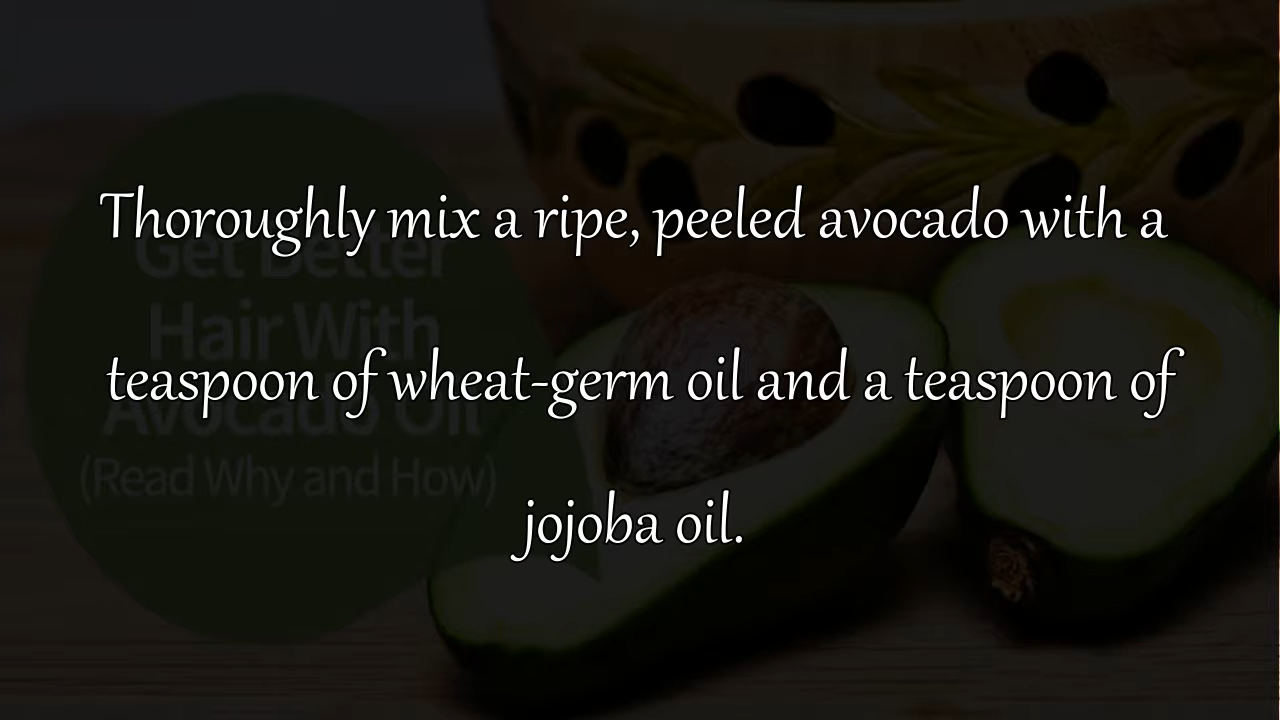 Thoroughly mix a ripe, peeled avocado with a
teaspoon of wheat-germ oil and a teaspoon of
jojoba oil.
Get Better
Hair With
Avocado Oil
(Read Why and How)